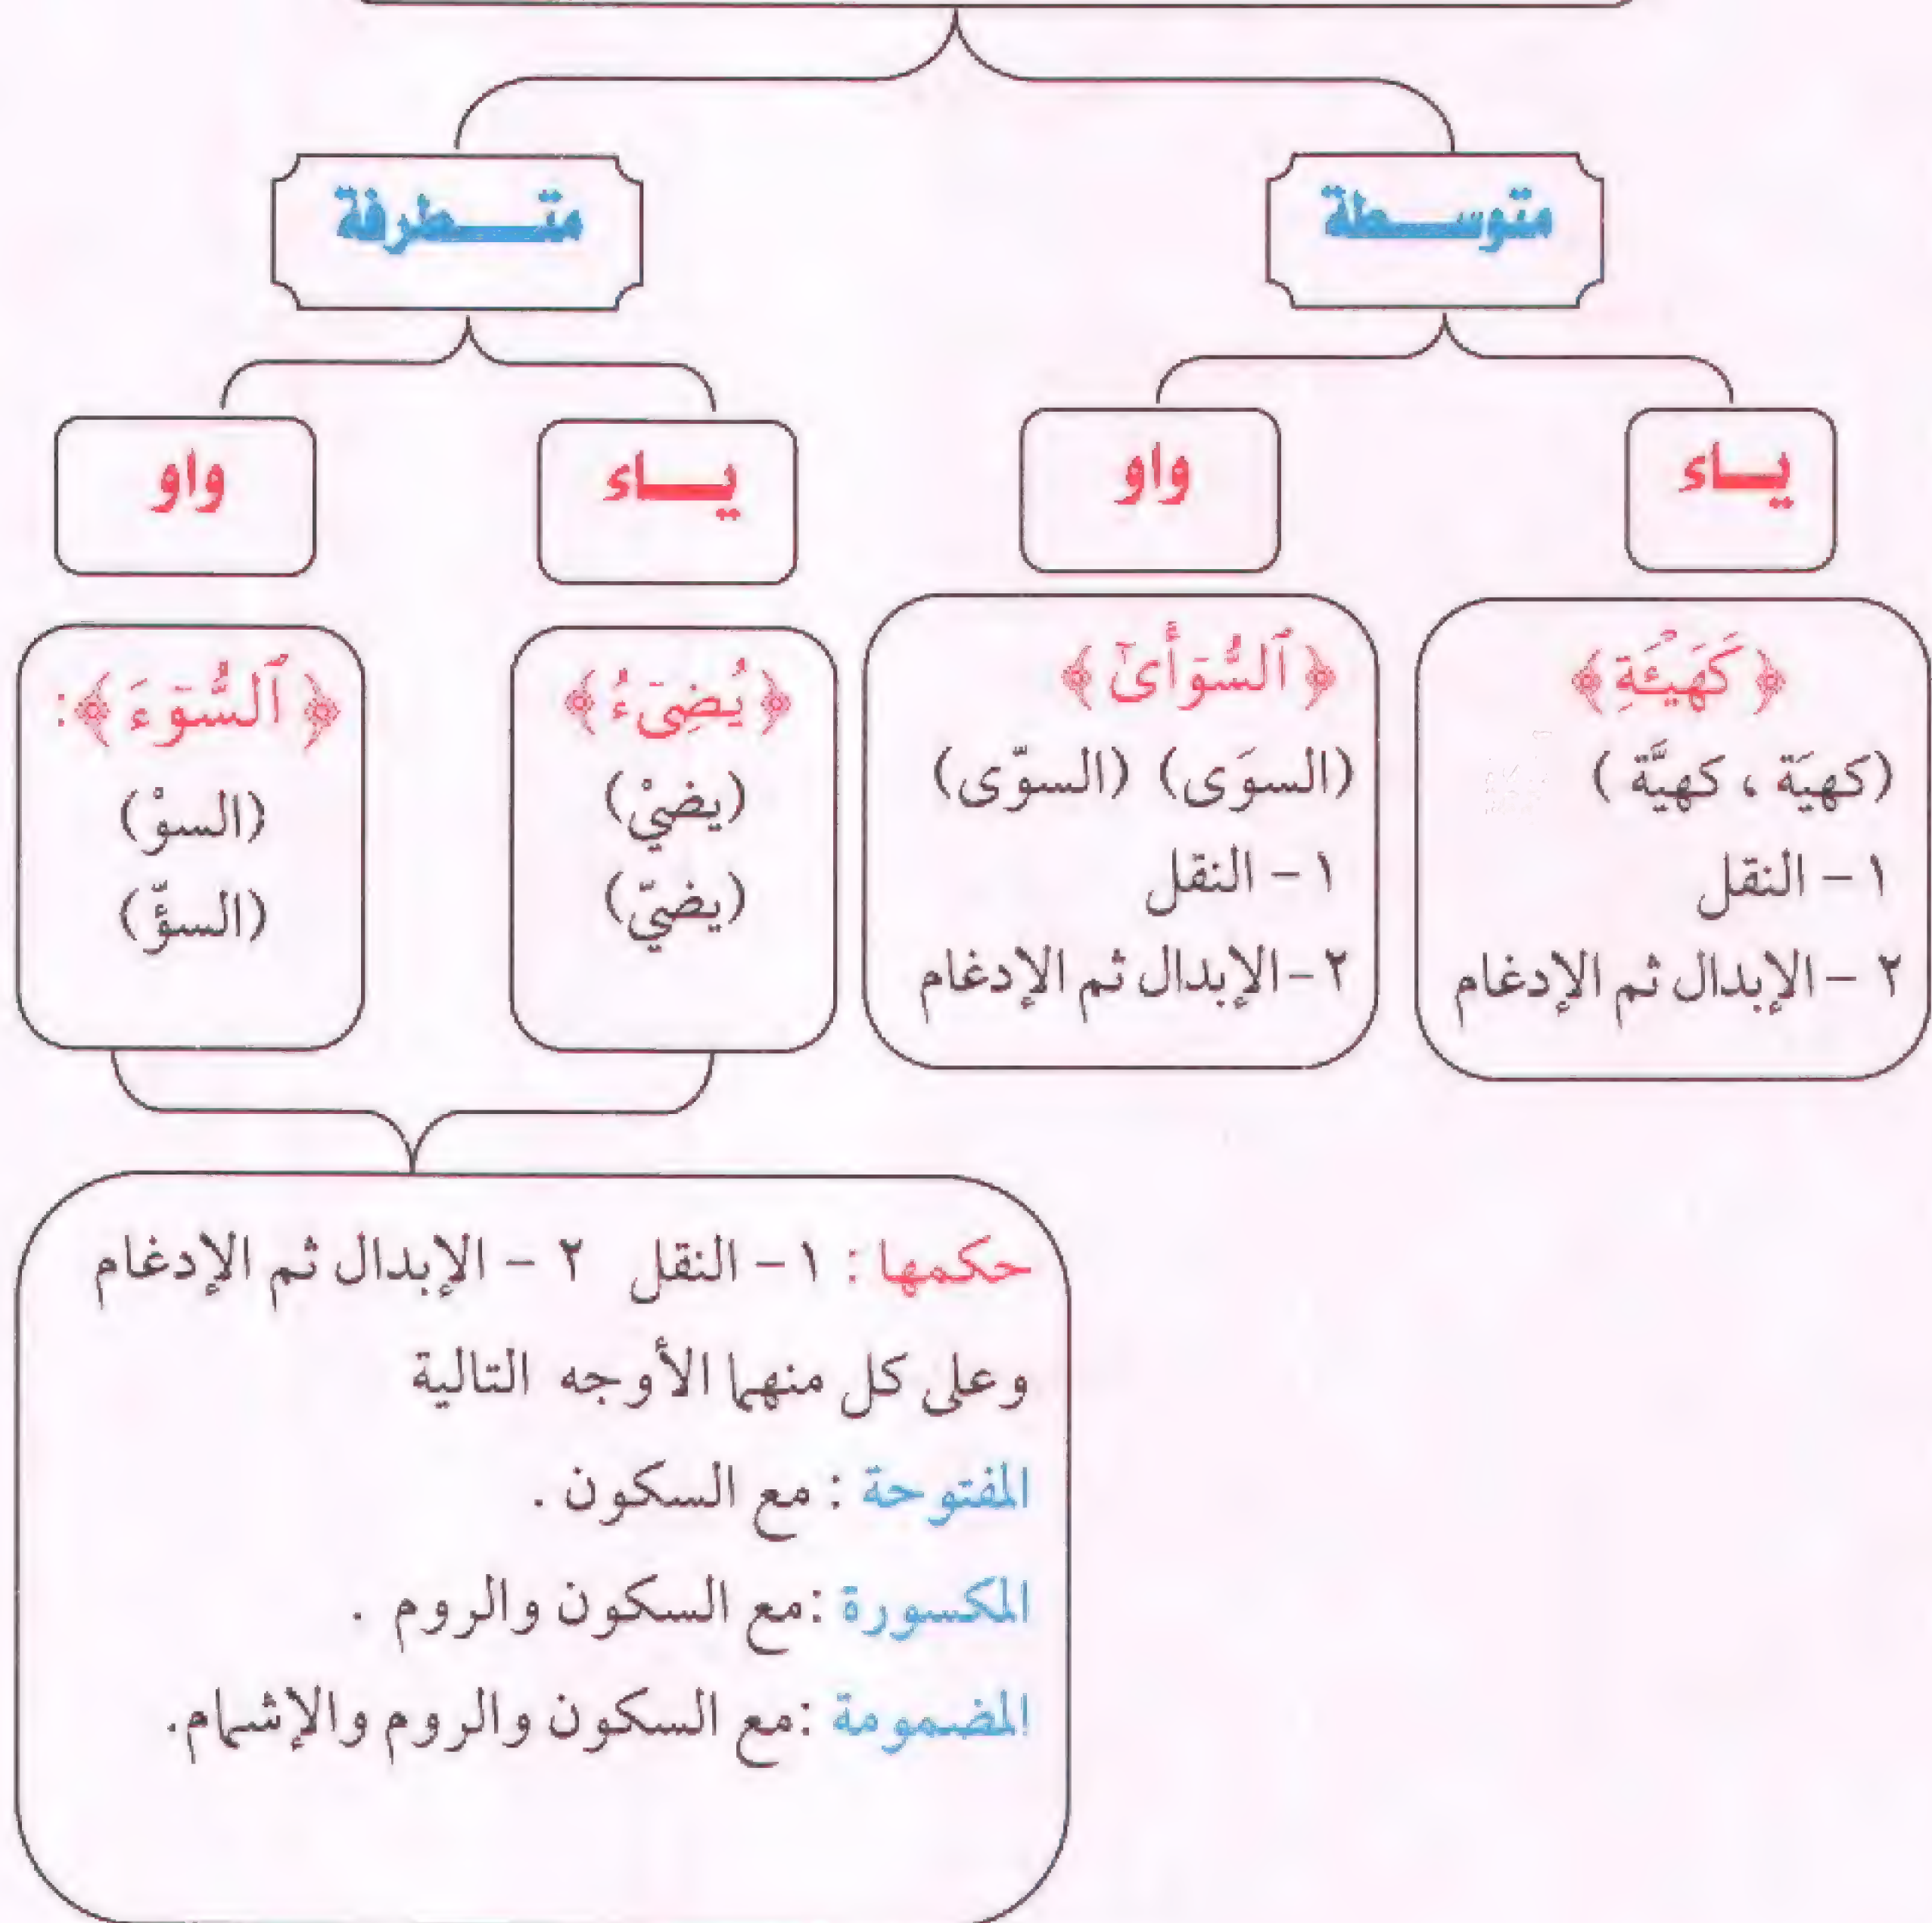 متوسطة
متطرفة
ياء
واو
ياء
واو
﴿كَهَيْـَٔةِ﴾
(كهيَة ، كهيَّة )
١ - النقل
٢ - الإبدال ثم الإدغام
﴿ٱلسُّوٓأَىٰٓ﴾
(السوَى) (السوَّى)
١ - النقل
٢ - الإبدال ثم الإدغام
﴿يُضِىٓءُ﴾
(يضيْ)
(يضيّ)
﴿ٱلسُّوٓءَ﴾:
(السوْ)
(السوّ)
حكمها : ١ - النقل ٢ - الإبدال ثم الإدغام
وعلى كل منهما الأوجه التالية
المفتوحة : مع السكون .
المكسورة :مع السكون والروم .
المضمومة :مع السكون والروم والإشمام.